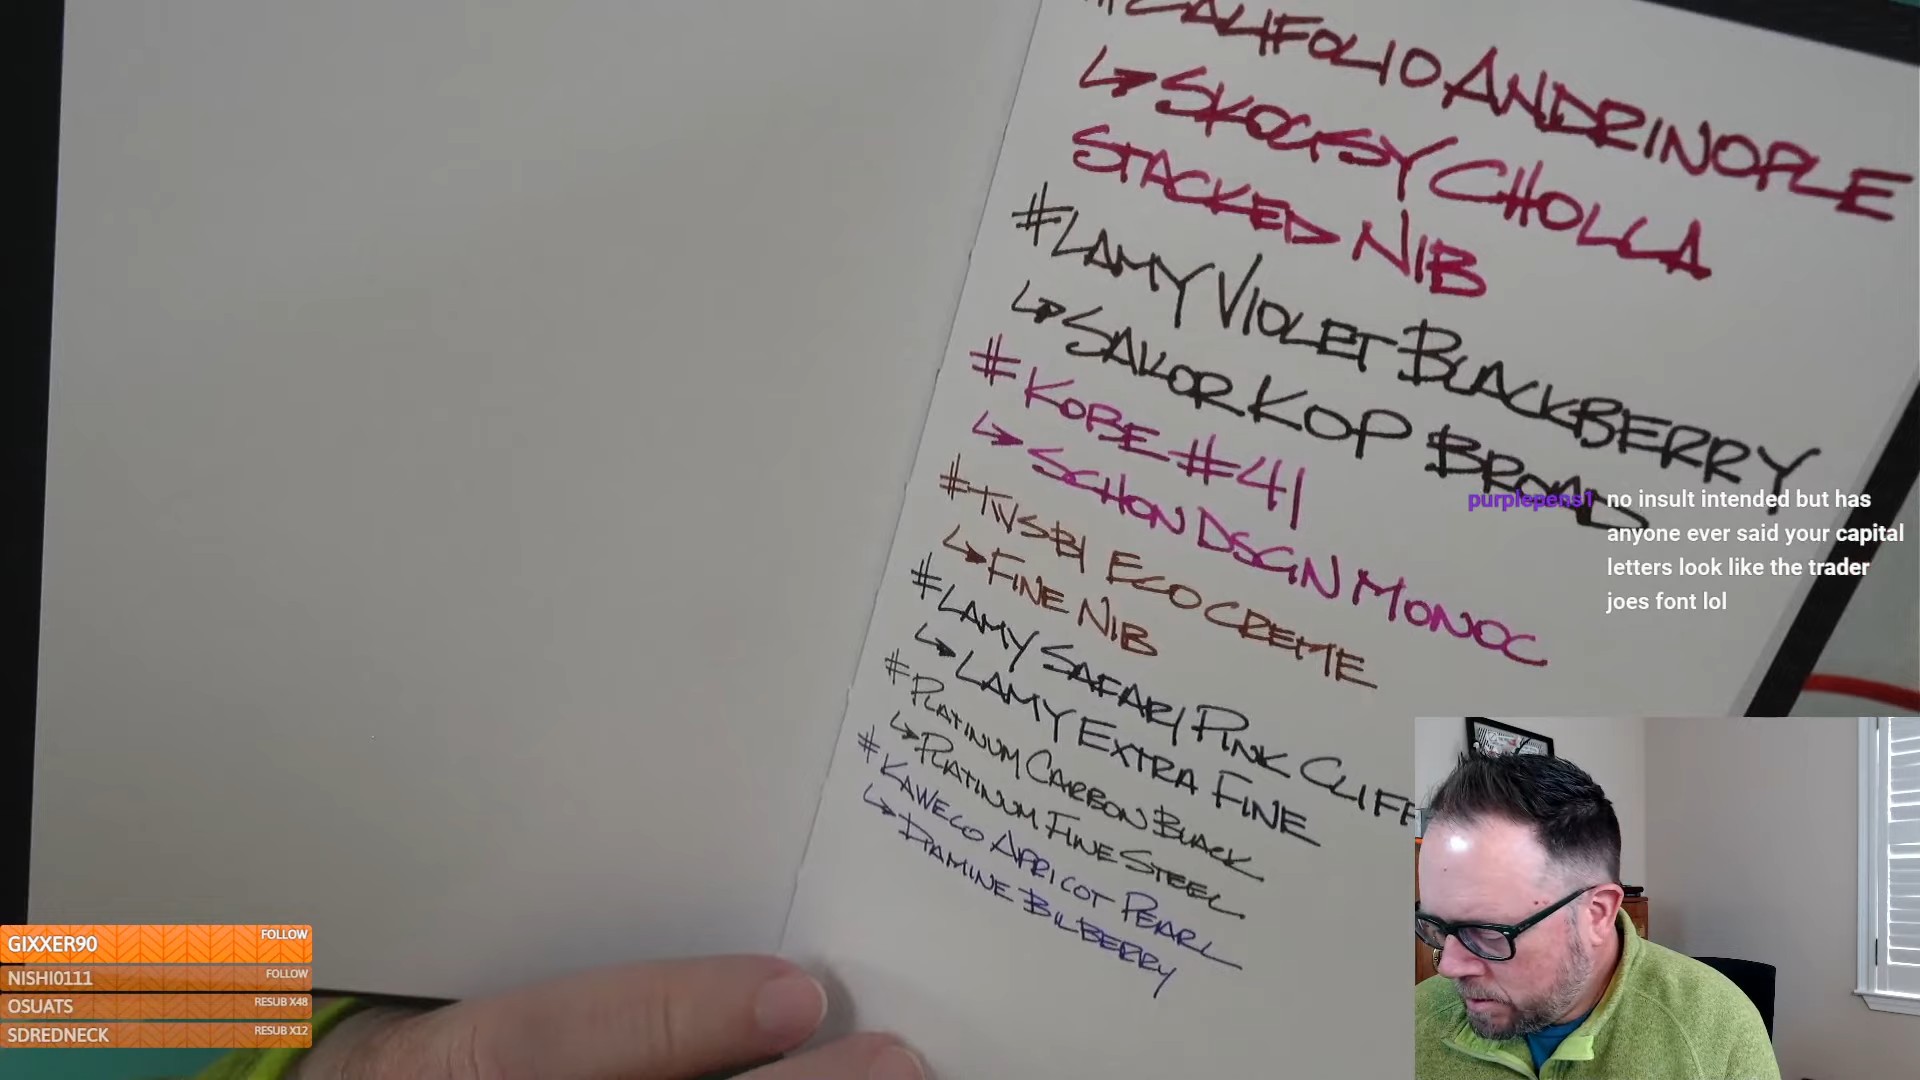 #CALIFOLIO ANDRINOPLE
↳SKOGSY CHOLLA
STACKED NIB
#LAMY VIOLET BLACKBERRY
↳SAILOR KOP BROAD
#KOBE #41
↳SCHON DSGN MONOC
#TWSBI ECO CREME
↳FINE NIB
#LAMY SAFARI PINK CLIFF
↳LAMY EXTRA FINE
#PLATINUM CARBON BLACK
↳PLATINUM FINE STEEL
#KAWECO APRICOT PEARL
↳DIAMINE BILBERRY
purplepens1 no insult intended but has
anyone ever said your capital
letters look like the trader
joes font lol
GIXXER90 FOLLOW
NISHI0111 FOLLOW
OSUATS RESUB X48
SDREDNECK RESUB X12